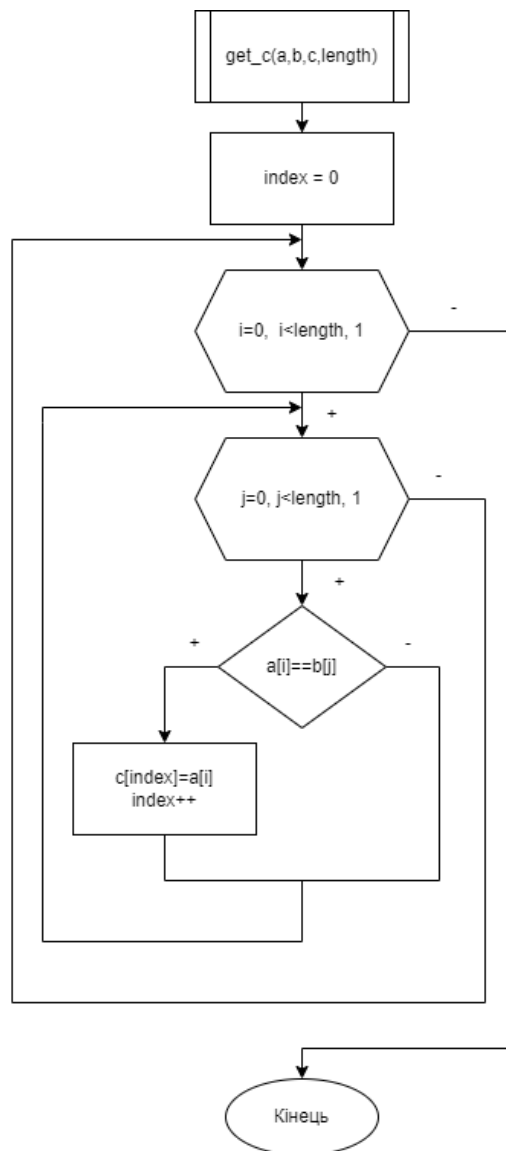 get_c(a,b,c,length)
index = 0
i=0, i<length, 1
-
+
j=0, j<length, 1
-
+
+
a[i]==b[j]
-
c[index]=a[i]
index++
Кінець